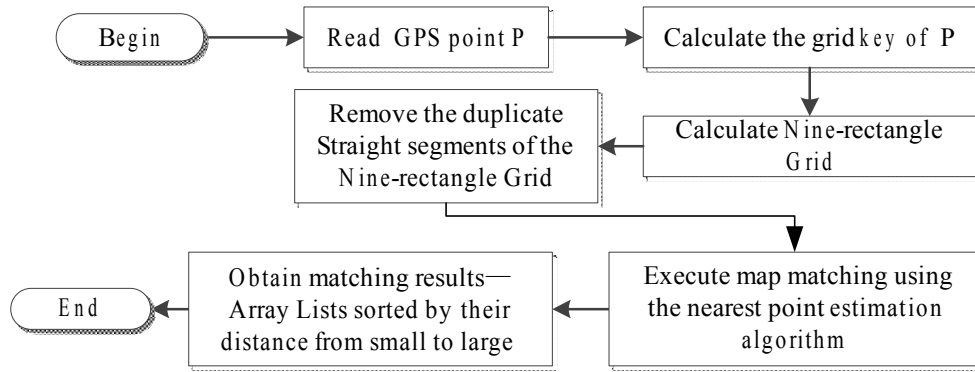 Begin
Read GPS point P
Calculate the grid key of P
Calculate Nine-rectangle
Grid
Remove the duplicate
Straight segments of the
Nine-rectangle Grid
Execute map matching using
the nearest point estimation
algorithm
Obtain matching results—
Array Lists sorted by their
distance from small to large
End